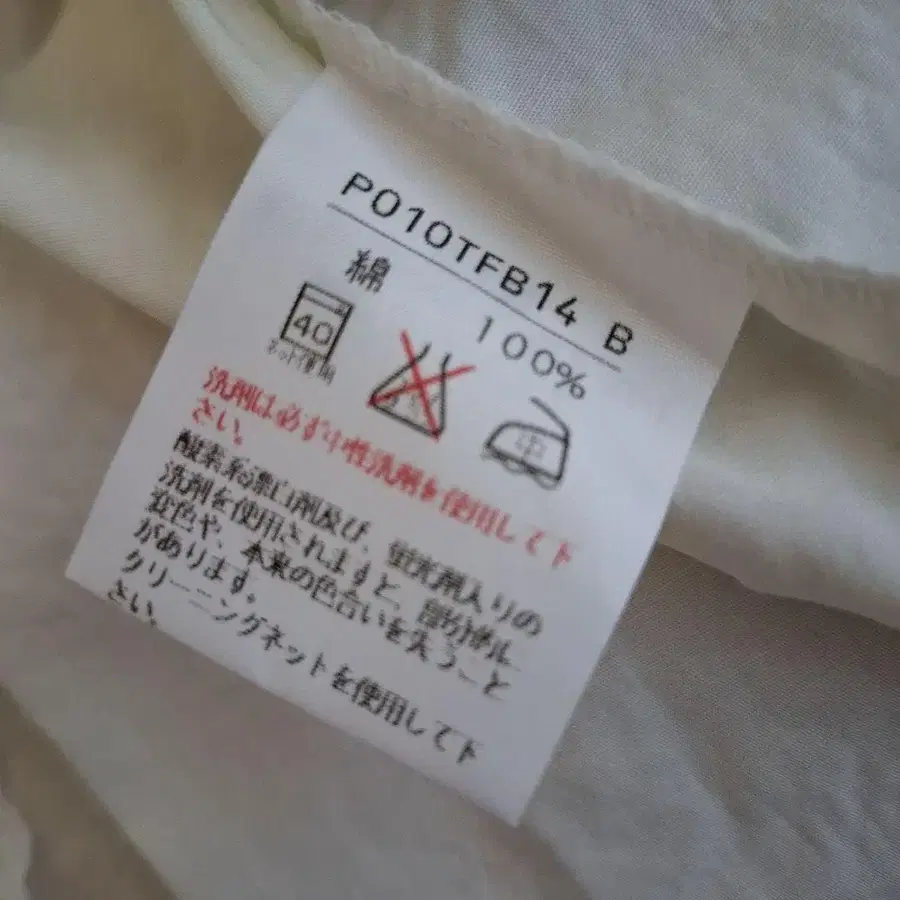 P010TFB14 B
綿 100%
40
ネット使用
中
洗剤は必ず中性洗剤を使用して下
さい。
酸素系漂白剤及び、蛍光剤入りの
洗剤を使用されますと、部分的に
変色や、本来の色合いを失うこと
があります。
クリーニングネットを使用して下
さい。